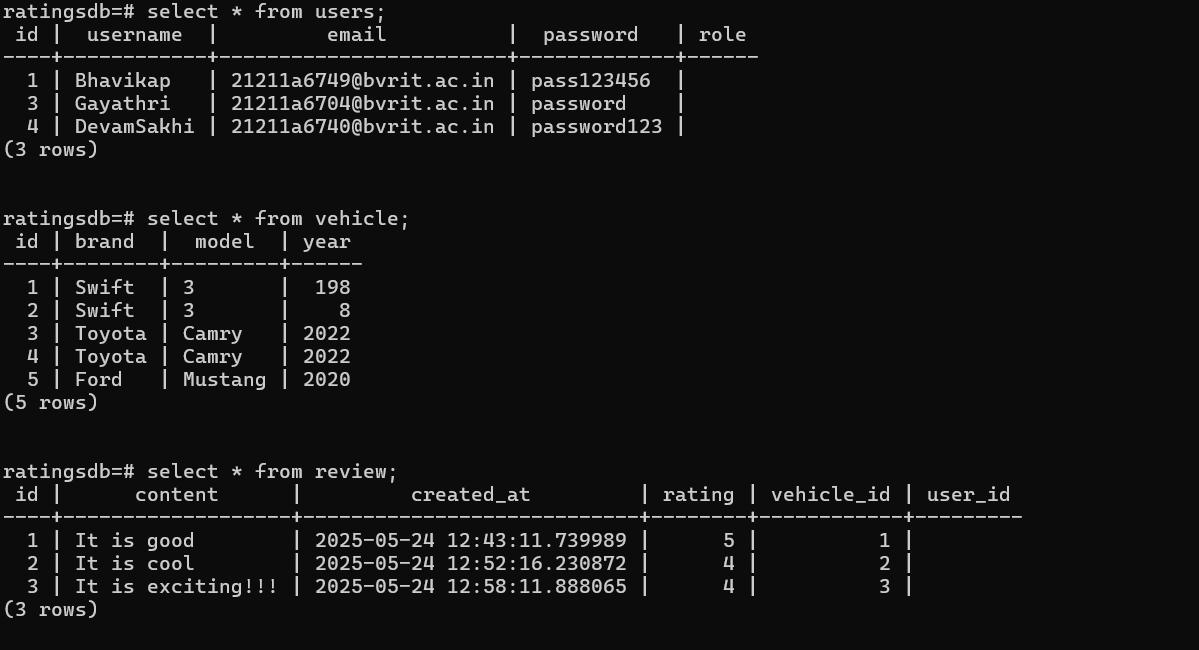 ratingsdb=# select * from users;
 id |  username  |         email          |  password   | role
----+------------+------------------------+-------------+------
  1 | Bhavikap   | 21211a6749@bvrit.ac.in | pass123456  |
  3 | Gayathri   | 21211a6704@bvrit.ac.in | password    |
  4 | DevamSakhi | 21211a6740@bvrit.ac.in | password123 |
(3 rows)
ratingsdb=# select * from vehicle;
 id | brand  |  model  | year
----+--------+---------+------
  1 | Swift  | 3       |  198
  2 | Swift  | 3       |    8
  3 | Toyota | Camry   | 2022
  4 | Toyota | Camry   | 2022
  5 | Ford   | Mustang | 2020
(5 rows)
ratingsdb=# select * from review;
 id |      content      |         created_at         | rating | vehicle_id | user_id
----+-------------------+----------------------------+--------+------------+---------
  1 | It is good        | 2025-05-24 12:43:11.739989 |      5 |          1 |
  2 | It is cool        | 2025-05-24 12:52:16.230872 |      4 |          2 |
  3 | It is exciting!!! | 2025-05-24 12:58:11.888065 |      4 |          3 |
(3 rows)